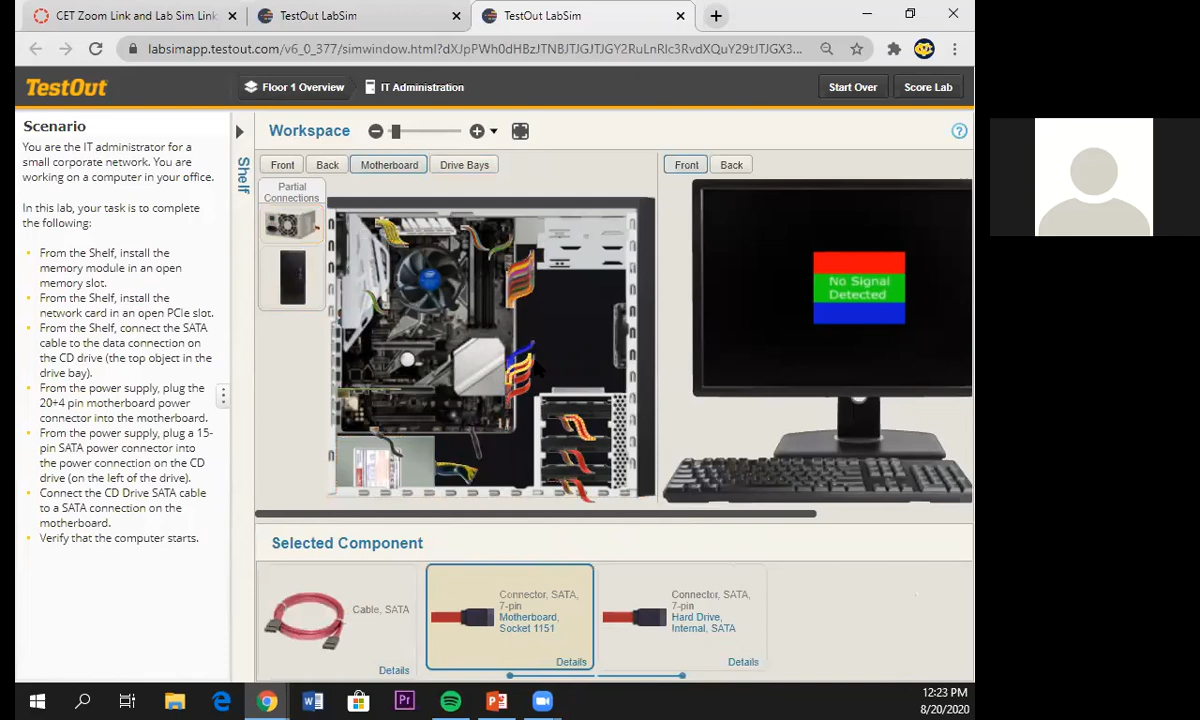 CET Zoom Link and Lab Sim Link
TestOut LabSim
TestOut LabSim
labsimapp.testout.com/v6_0_377/simwindow.html?dXJpPWh0dHBzJTNBJTJGJTJGY2RuLnRlc3RvdXQuY29tJTJGX3...
TestOut
Floor 1 Overview
IT Administration
Start Over
Score Lab
Scenario
You are the IT administrator for a
small corporate network. You are
working on a computer in your office.
In this lab, your task is to complete
the following:
From the Shelf, install the
memory module in an open
memory slot.
From the Shelf, install the
network card in an open PCIe slot.
From the Shelf, connect the SATA
cable to the data connection on
the CD drive (the top object in the
drive bay).
From the power supply, plug the
20+4 pin motherboard power
connector into the motherboard.
From the power supply, plug a 15-
pin SATA power connector into
the power connection on the CD
drive (on the left of the drive).
Connect the CD Drive SATA cable
to a SATA connection on the
motherboard.
Verify that the computer starts.
Shelf
Workspace
Front
Back
Motherboard
Drive Bays
Partial
Connections
Front
Back
No Signal
Detected
Selected Component
Cable, SATA
Details
Connector, SATA,
7-pin
Motherboard,
Socket 1151
Details
Connector, SATA,
7-pin
Hard Drive,
Internal, SATA
Details
12:23 PM
8/20/2020